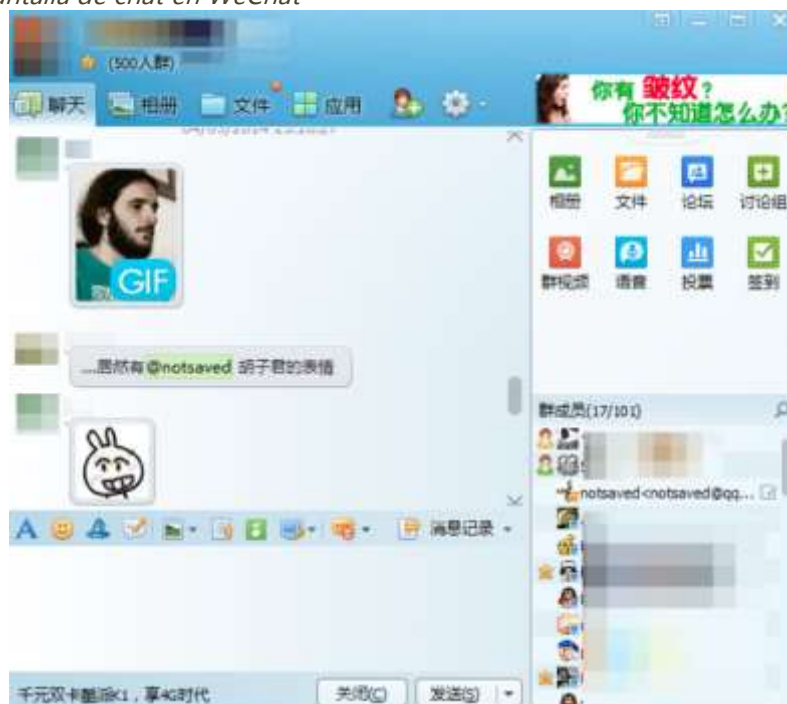 antalla de chat en WeChat
(500人群)
聊天 相册 文件 应用
你有皱纹?
你不知道怎么办?
04/03/2014
GIF
相册 文件 论坛 讨论组
群视频 语音 投票 签到
....居然有@notsaved 胡子君的表情
群成员(17/101)
notsaved<notsaved@qq...
A 消息记录
千元双卡酷派K1,享4G时代 关闭(C) 发送(S)